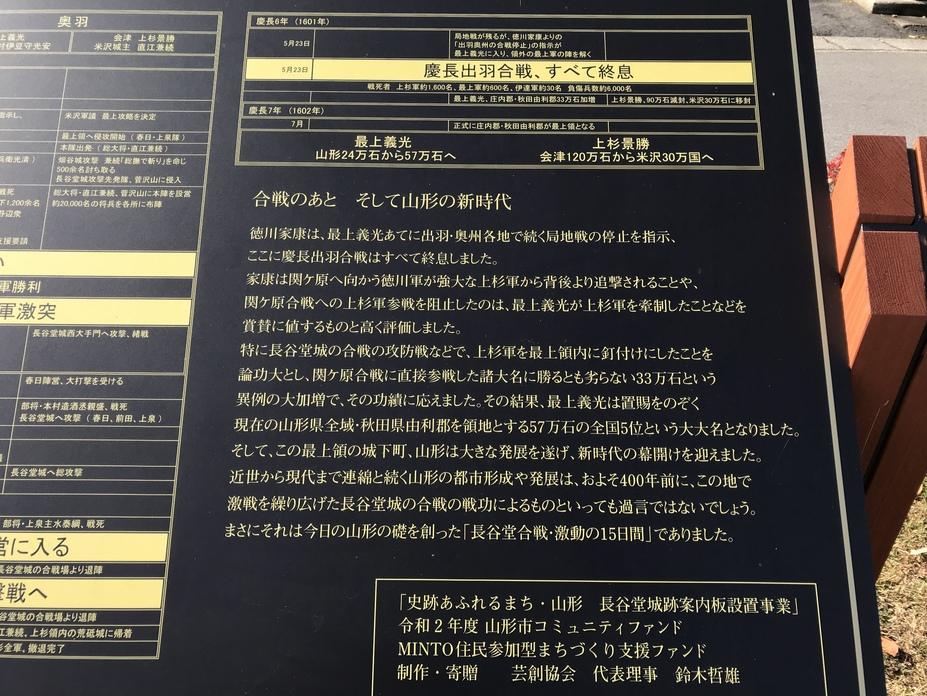 奥羽
上義光
村伊豆守光安
会津 上杉景勝
米沢城主 直江兼続
指示し、
米沢軍議 最上攻略を決定
最上領へ侵攻開始(春日・上泉隊)
本隊出発(総大将・直江兼続)
兵衛光清)
畑谷城攻撃 兼続「総撫で斬り」を命じ
500余名討ち取る
長谷堂城攻撃先発隊、菅沢山に侵入
戦死
下1,200余名
総大将・直江兼続、菅沢山に本陣を設営
約20,000名の将兵を各所に布陣
支援要請
い
軍勝利
軍激突
長谷堂城西大手門へ攻撃、緒戦
春日陣営、大打撃を受ける
部将・本村造酒丞親盛、戦死
長谷堂城へ攻撃(春日、前田、上泉)
長谷堂城へ総攻撃
部将・上泉主水泰綱、戦死
営に入る
長谷堂城の合戦場より退陣
撃戦へ
堂城の合戦場より退陣
江兼続、上杉領内の荒砥城に帰着
杉全軍、撤退完了
慶長6年(1601年)
5月23日
局地戦が残るが、徳川家康よりの
「出羽奥州の合戦停止」の指示が
最上義光に入り、領外の最上軍の陣を解く
5月23日
慶長出羽合戦、すべて終息
戦死者 上杉軍約1,600名、最上軍約600名、伊達軍約30名 負傷兵数約6,000名
最上義光、庄内郡・秋田由利郡33万石加増
上杉景勝、90万石減封、米沢30万石に移封
慶長7年(1602年)
7月
正式に庄内郡・秋田由利郡が最上領となる
最上義光
山形24万石から57万石へ
上杉景勝
会津120万石から米沢30万国へ
合戦のあと そして山形の新時代
徳川家康は、最上義光あてに出羽・奥州各地で続く局地戦の停止を指示、
ここに慶長出羽合戦はすべて終息しました。
家康は関ケ原へ向かう徳川軍が強大な上杉軍から背後より追撃されることや、
関ケ原合戦への上杉軍参戦を阻止したのは、最上義光が上杉軍を牽制したことなどを
賞賛に値するものと高く評価しました。
特に長谷堂城の合戦の攻防戦などで、上杉軍を最上領内に釘付けにしたことを
論功大とし、関ケ原合戦に直接参戦した諸大名に勝るとも劣らない33万石という
異例の大加増で、その功績に応えました。その結果、最上義光は置賜をのぞく
現在の山形県全域・秋田県由利郡を領地とする57万石の全国5位という大大名となりました。
そして、この最上領の城下町、山形は大きな発展を遂げ、新時代の幕開けを迎えました。
近世から現代まで連綿と続く山形の都市形成や発展は、およそ400年前に、この地で
激戦を繰り広げた長谷堂城の合戦の戦功によるものといっても過言ではないでしょう。
まさにそれは今日の山形の礎を創った「長谷堂合戦・激動の15日間」でありました。
「史跡あふれるまち・山形 長谷堂城跡案内板設置事業」
令和2年度 山形市コミュニティファンド
MINTO住民参加型まちづくり支援ファンド
制作・寄贈 芸創協会 代表理事 鈴木哲雄